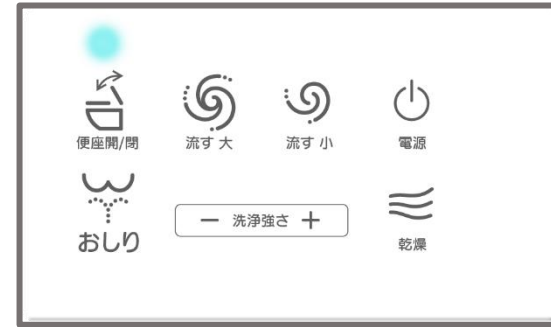 便座開/閉
流す 大
流す 小
電源
おしり
− 洗浄強さ +
乾燥